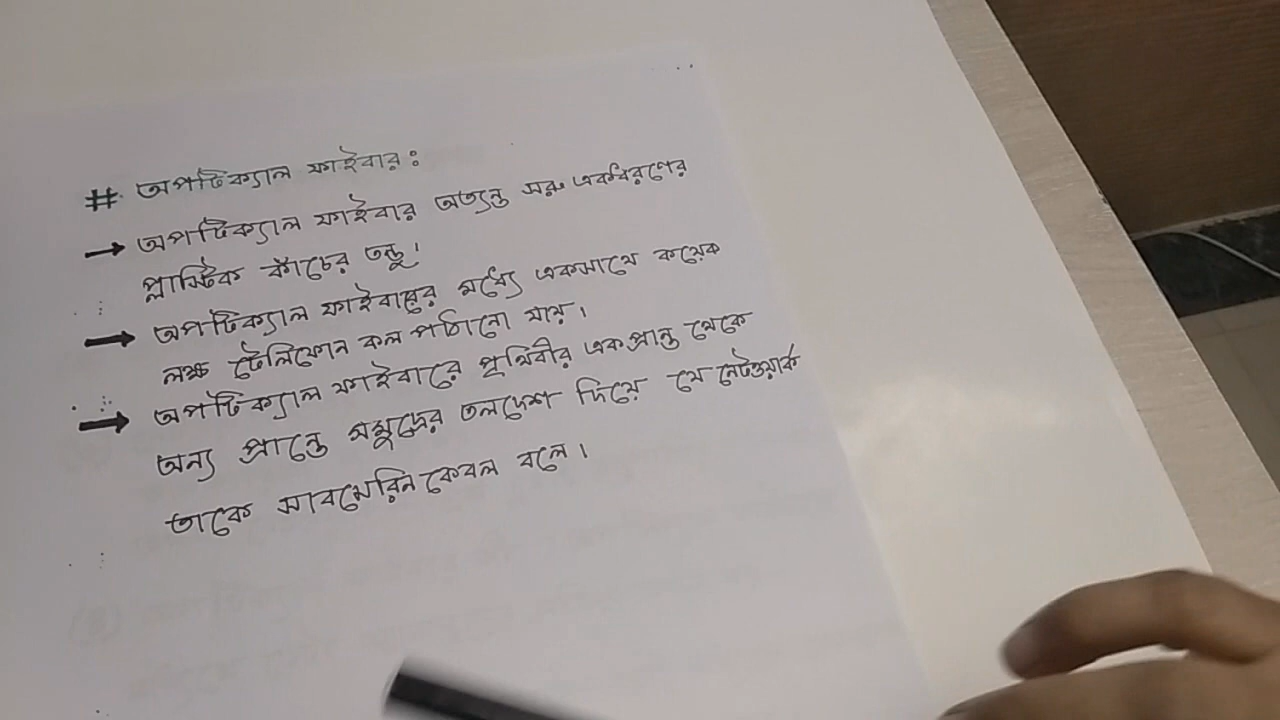 # অপটিক্যাল ফাইবার:
→ অপটিক্যাল ফাইবার অত্যন্ত সরু একধরণের
প্লাস্টিক কাঁচের তন্তু।
→ অপটিক্যাল ফাইবারের মধ্যে একসাথে কয়েক
লক্ষ টেলিফোন কল পাঠানো যায়।
→ অপটিক্যাল ফাইবারে পৃথিবীর একপ্রান্ত থেকে
অন্য প্রান্তে সমুদ্রের তলদেশ দিয়ে যে নেটওয়ার্ক
তাকে সাবমেরিন কেবল বলে।